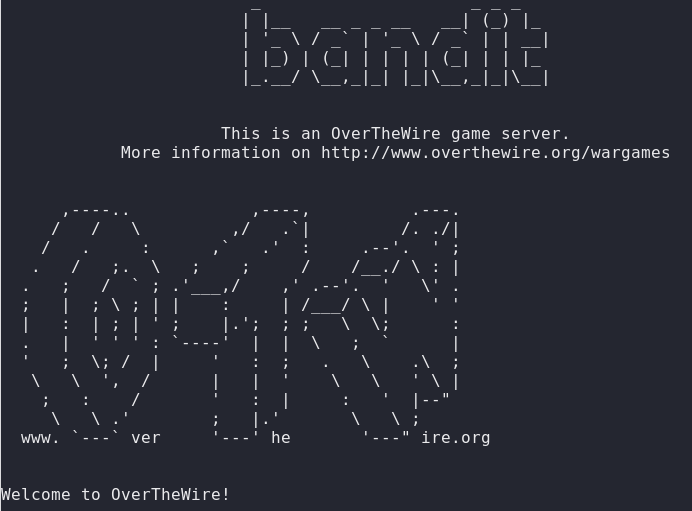 bandit
This is an OverTheWire game server.
More information on http://www.overthewire.org/wargames
www. ver he ire.org
Welcome to OverTheWire!